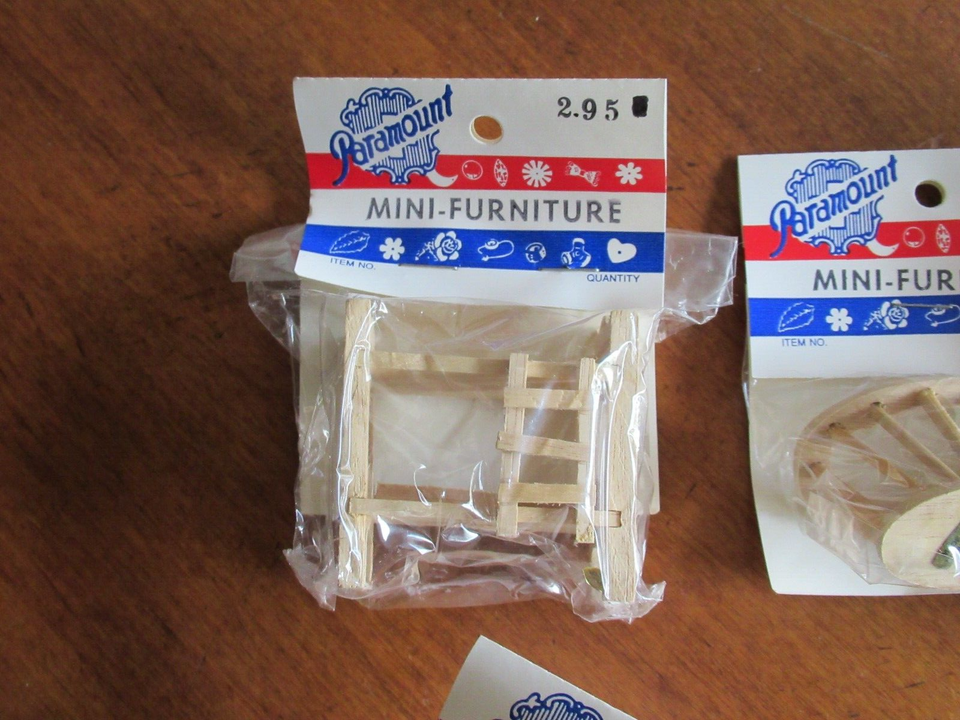 Paramount
2.95
MINI-FURNITURE
ITEM NO.
QUANTITY
Paramount
MINI-FUR
ITEM NO.